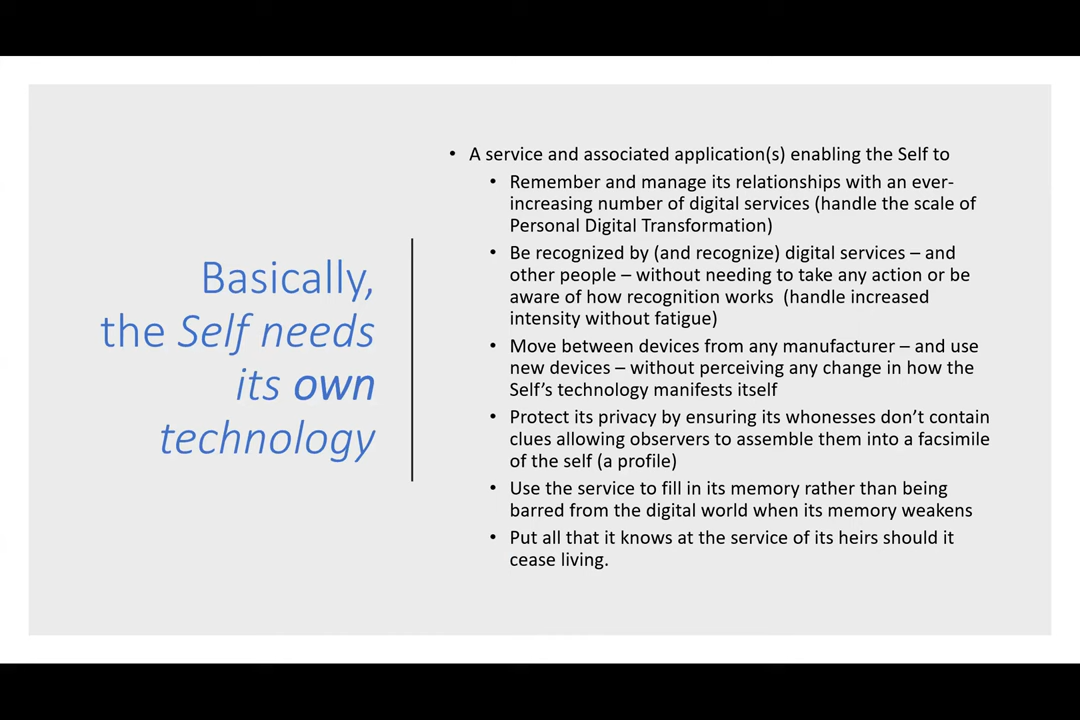 Basically,
the Self needs
its own
technology
• A service and associated application(s) enabling the Self to
• Remember and manage its relationships with an ever-
increasing number of digital services (handle the scale of
Personal Digital Transformation)
• Be recognized by (and recognize) digital services – and
other people – without needing to take any action or be
aware of how recognition works (handle increased
intensity without fatigue)
• Move between devices from any manufacturer – and use
new devices – without perceiving any change in how the
Self’s technology manifests itself
• Protect its privacy by ensuring its whonesses don’t contain
clues allowing observers to assemble them into a facsimile
of the self (a profile)
• Use the service to fill in its memory rather than being
barred from the digital world when its memory weakens
• Put all that it knows at the service of its heirs should it
cease living.